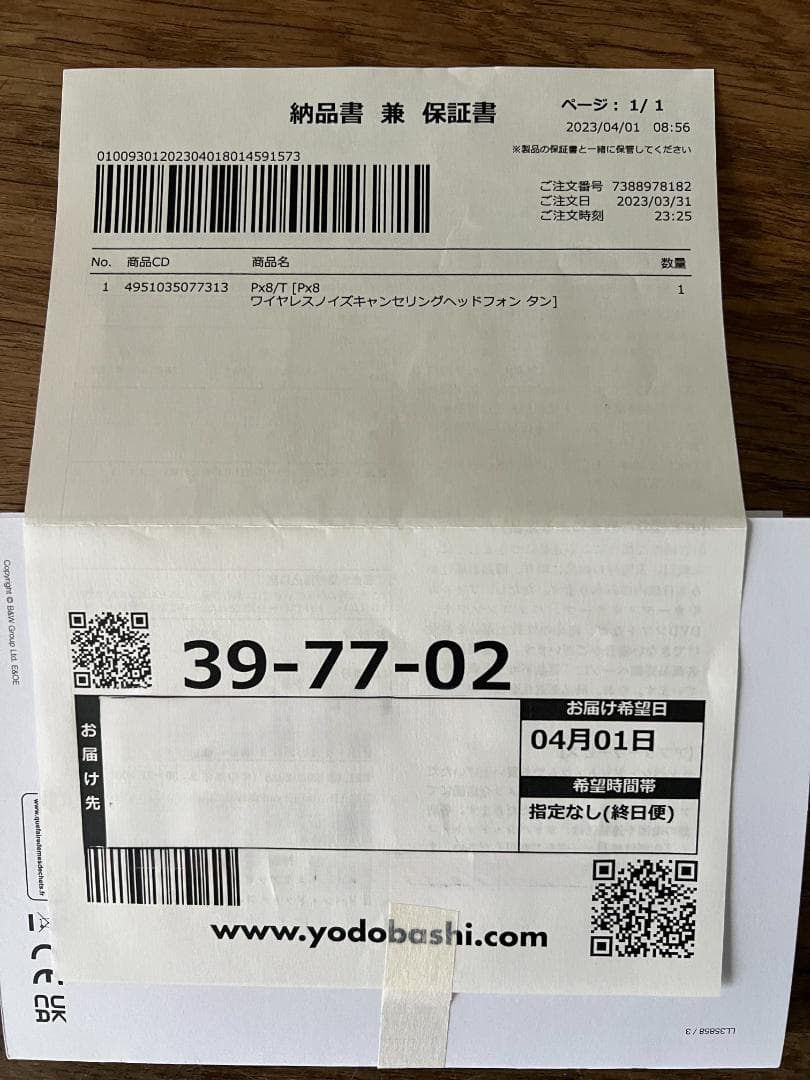 納品書 兼 保証書
ページ： 1/ 1
2023/04/01 08:56
※製品の保証書と一緒に保管してください
01009301202304018014591573
ご注文番号 7388978182
ご注文日 2023/03/31
ご注文時刻 23:25
No. 商品CD 商品名 数量
1 4951035077313 Px8/T [Px8 1
ワイヤレスノイズキャンセリングヘッドフォン タン]
39-77-02
お届け先
お届け希望日
04月01日
希望時間帯
指定なし(終日便)
www.yodobashi.com
Copyright © B&W Group Ltd. E&OE
www.quefairedemesdechets.fr
CE
UK
CA
LL35858 / 3